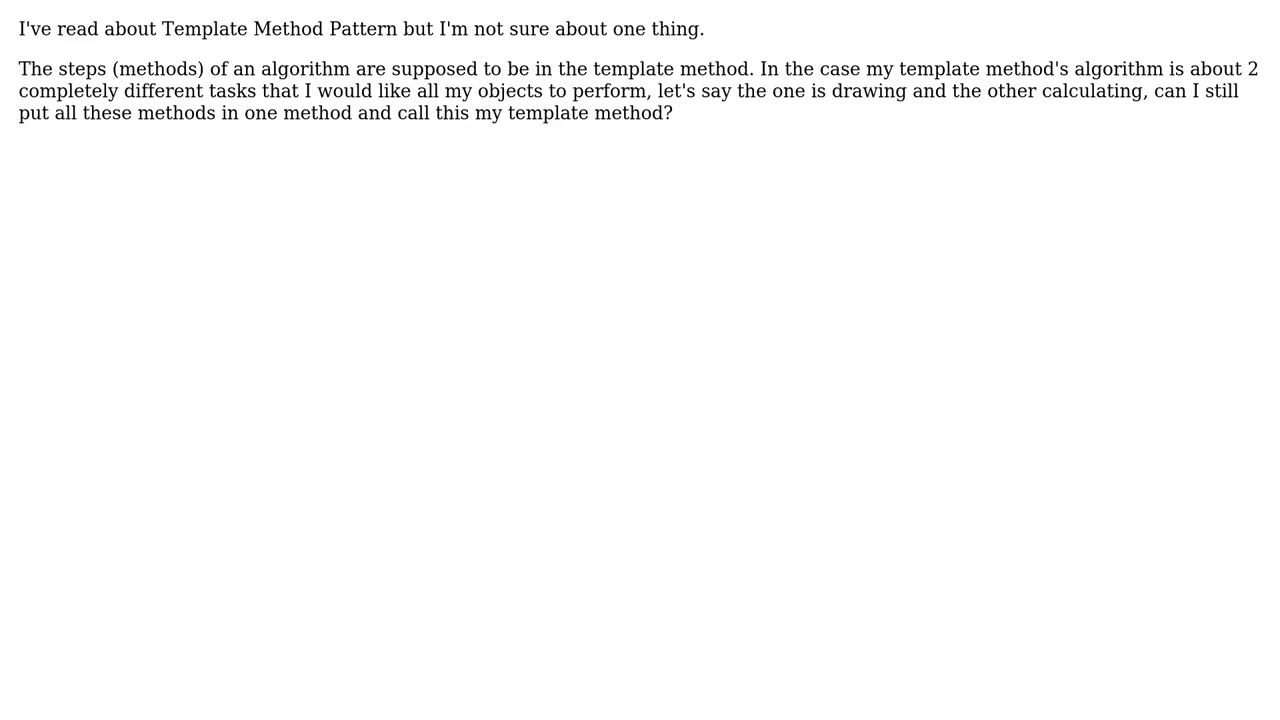 I've read about Template Method Pattern but I'm not sure about one thing.
The steps (methods) of an algorithm are supposed to be in the template method. In the case my template method's algorithm is about 2
completely different tasks that I would like all my objects to perform, let's say the one is drawing and the other calculating, can I still
put all these methods in one method and call this my template method?